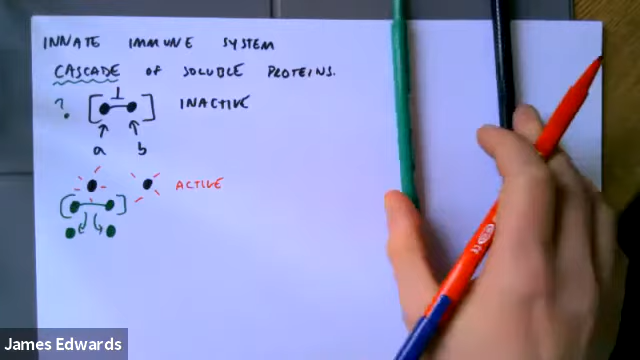 INNATE IMMUNE SYSTEM
CASCADE OF SOLUBLE PROTEINS.
? INACTIVE
a b
ACTIVE
James Edwards